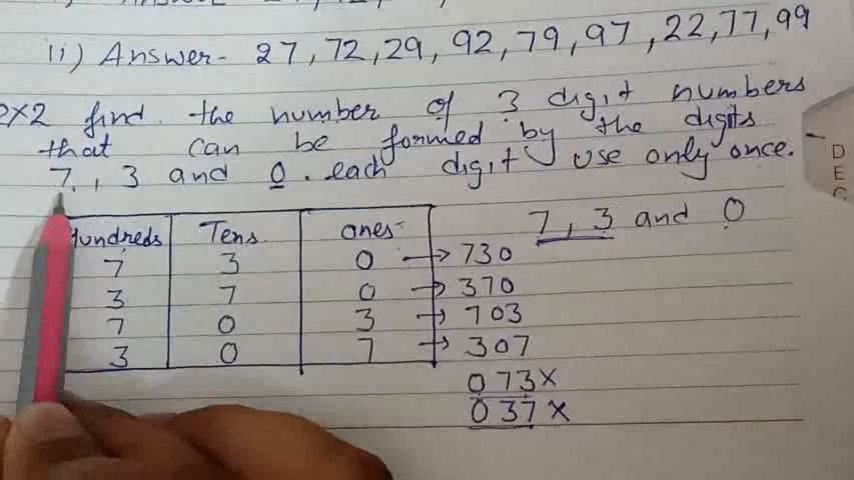 ii) Answer- 27, 72, 29, 92, 79, 97, 22, 77, 99
find the number of 3 digit numbers
that can be formed by the digits
7, 3 and 0. each digit use only once.
7, 3 and 0
Hundreds Tens ones
7 3 0 → 730
3 7 0 → 370
7 0 3 → 703
3 0 7 → 307
073 x
037 x